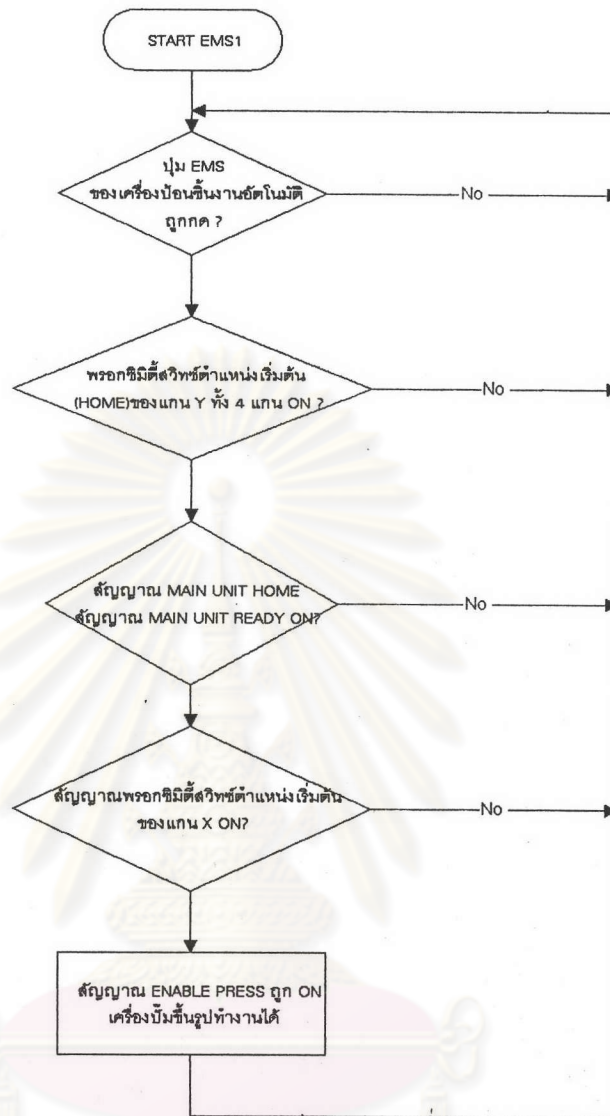 START EMS1
ปุ่ม EMS
ของเครื่องป้อนชิ้นงานอัตโนมัติ
ถูกกด ?
No
พรอกซิมิตี้สวิทซ์ตำแหน่งเริ่มต้น
(HOME)ของแกน Y ทั้ง 4 แกน ON ?
No
สัญญาณ MAIN UNIT HOME
สัญญาณ MAIN UNIT READY ON?
No
สัญญาณพรอกซิมิตี้สวิทซ์ตำแหน่งเริ่มต้น
ของแกน X ON?
No
สัญญาณ ENABLE PRESS ถูก ON
เครื่องปั๊มขึ้นรูปทำงานได้